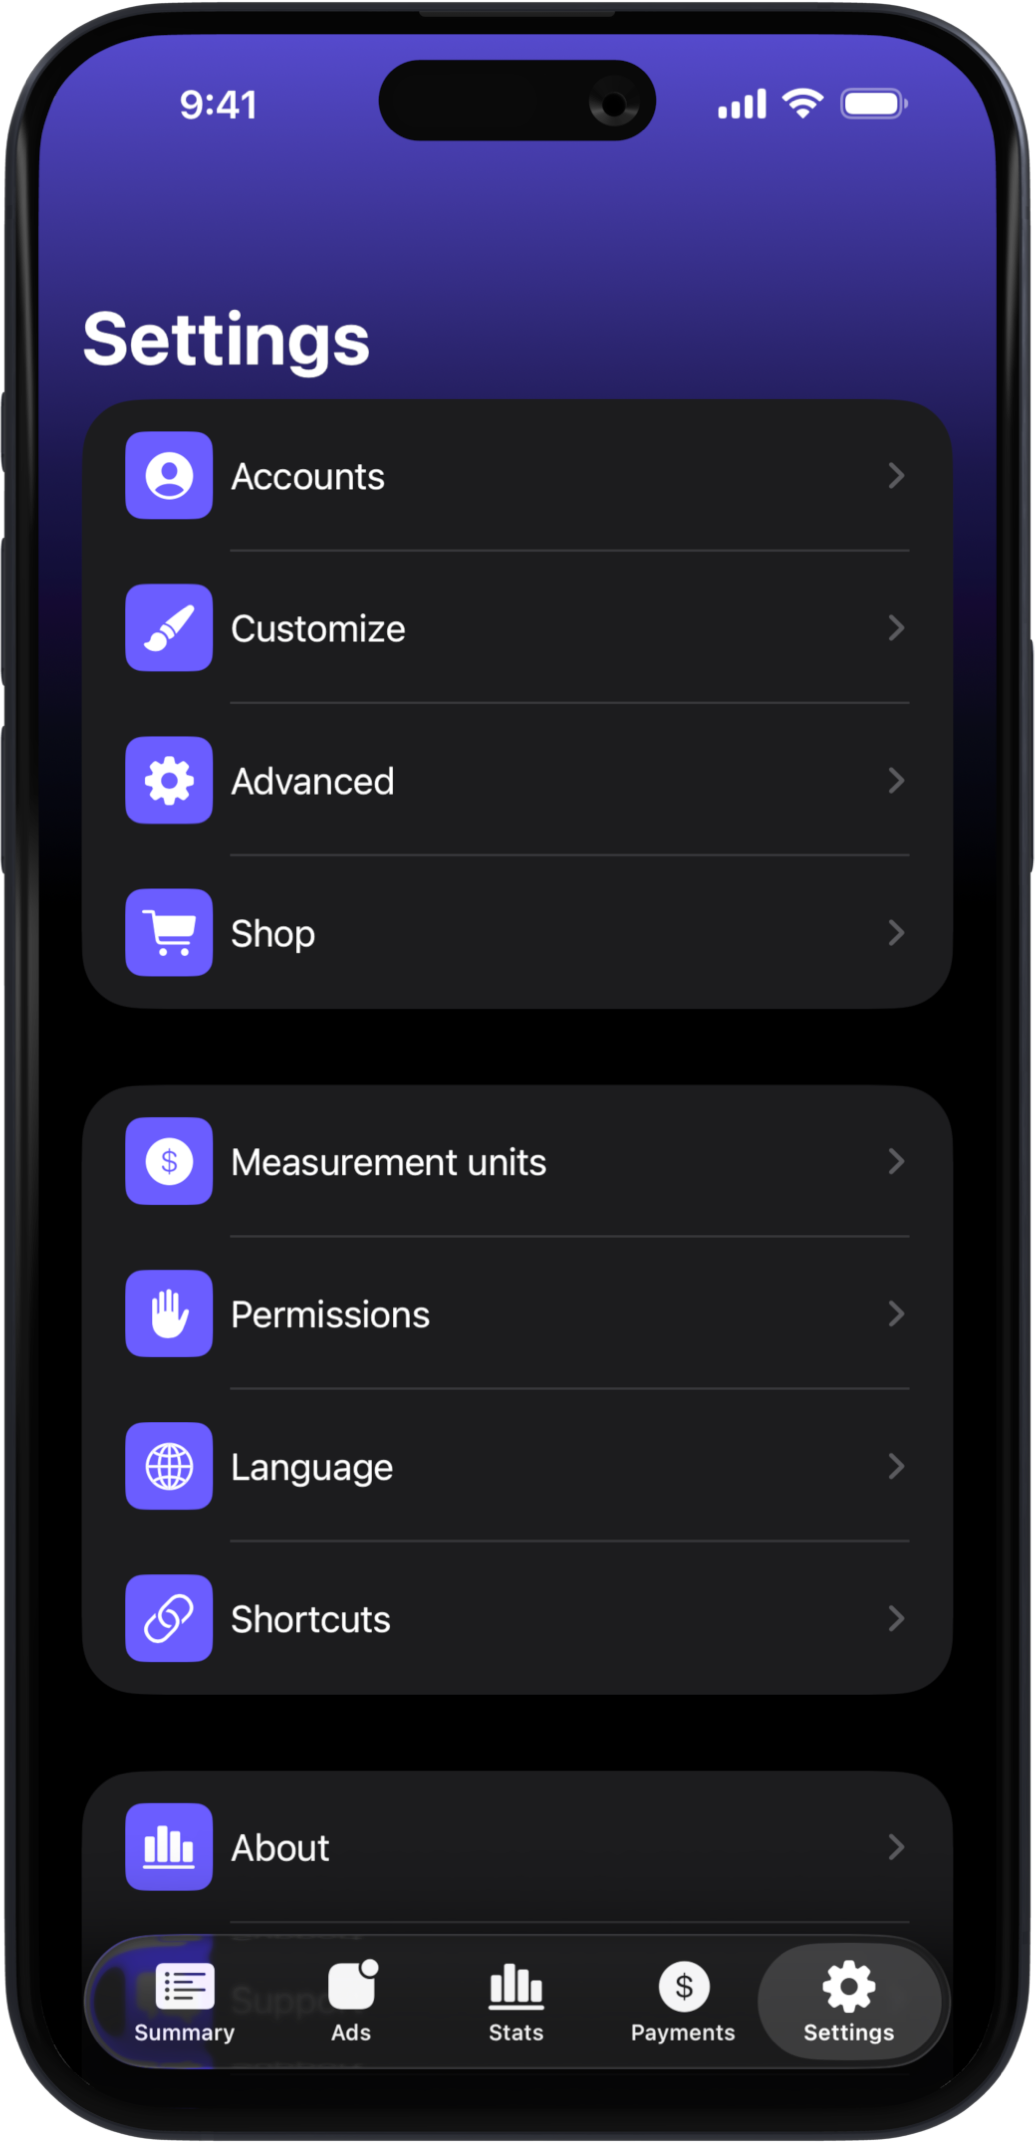 9:41
Settings
Accounts
Customize
Advanced
Shop
$
Measurement units
Permissions
Language
Shortcuts
About
$
Summary
Ads
Stats
Payments
Settings